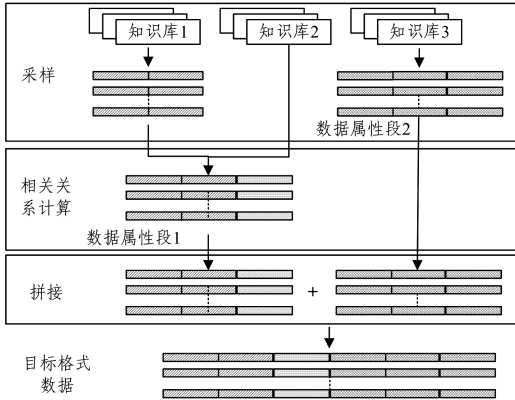 知识库1
知识库2
知识库3
采样
数据属性段2
相关关
系计算
数据属性段1
拼接
+
目标格式
数据